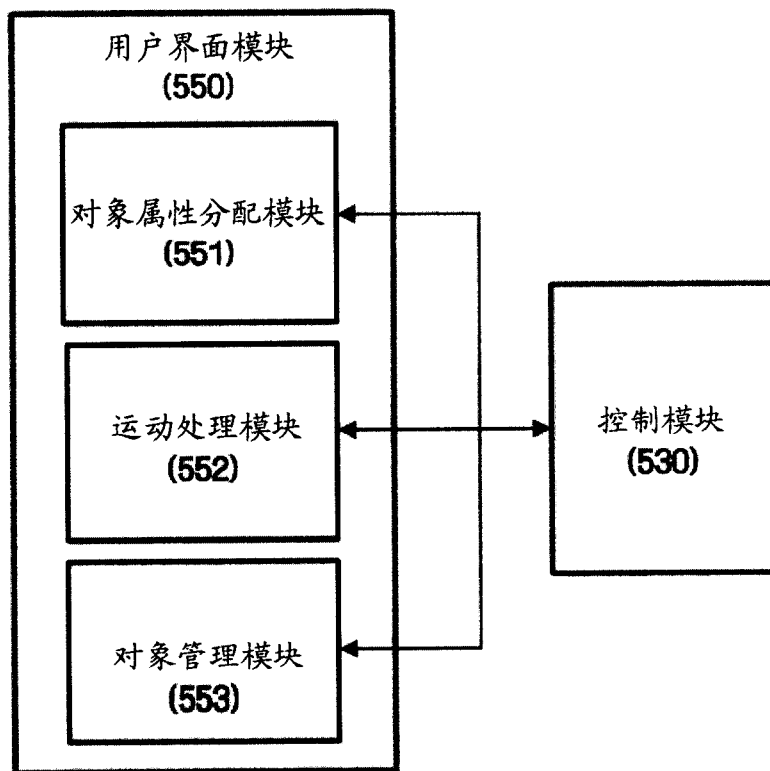 用户界面模块
(550)
对象属性分配模块
(551)
运动处理模块
(552)
对象管理模块
(553)
控制模块
(530)